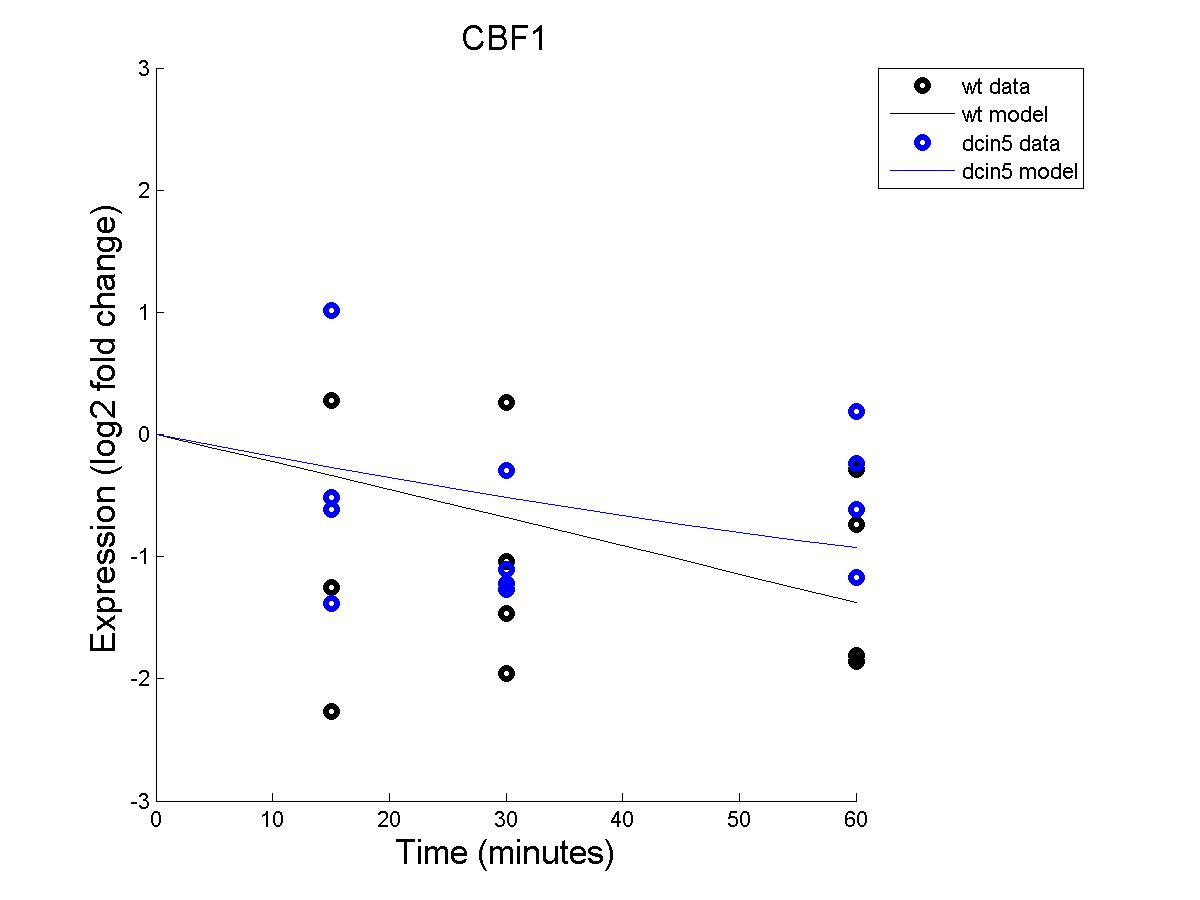 CBF1
wt data
wt model
dcin5 data
dcin5 model
Expression (log2 fold change)
3
2
1
0
-1
-2
-3
0 10 20 30 40 50 60
Time (minutes)